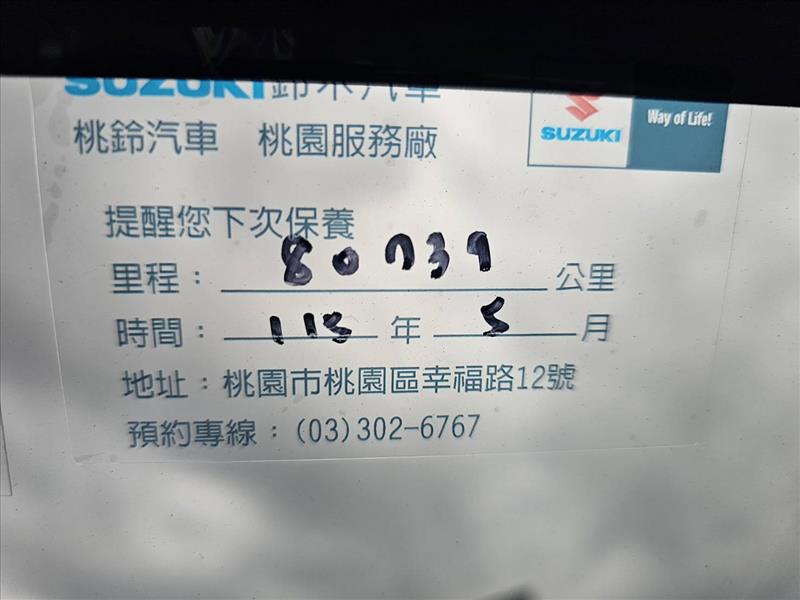 SUZUKI鈴木汽車
SUZUKI
Way of Life!
桃鈴汽車 桃園服務廠
提醒您下次保養
里程：80739公里
時間：115年5月
地址：桃園市桃園區幸福路12號
預約專線：(03)302-6767